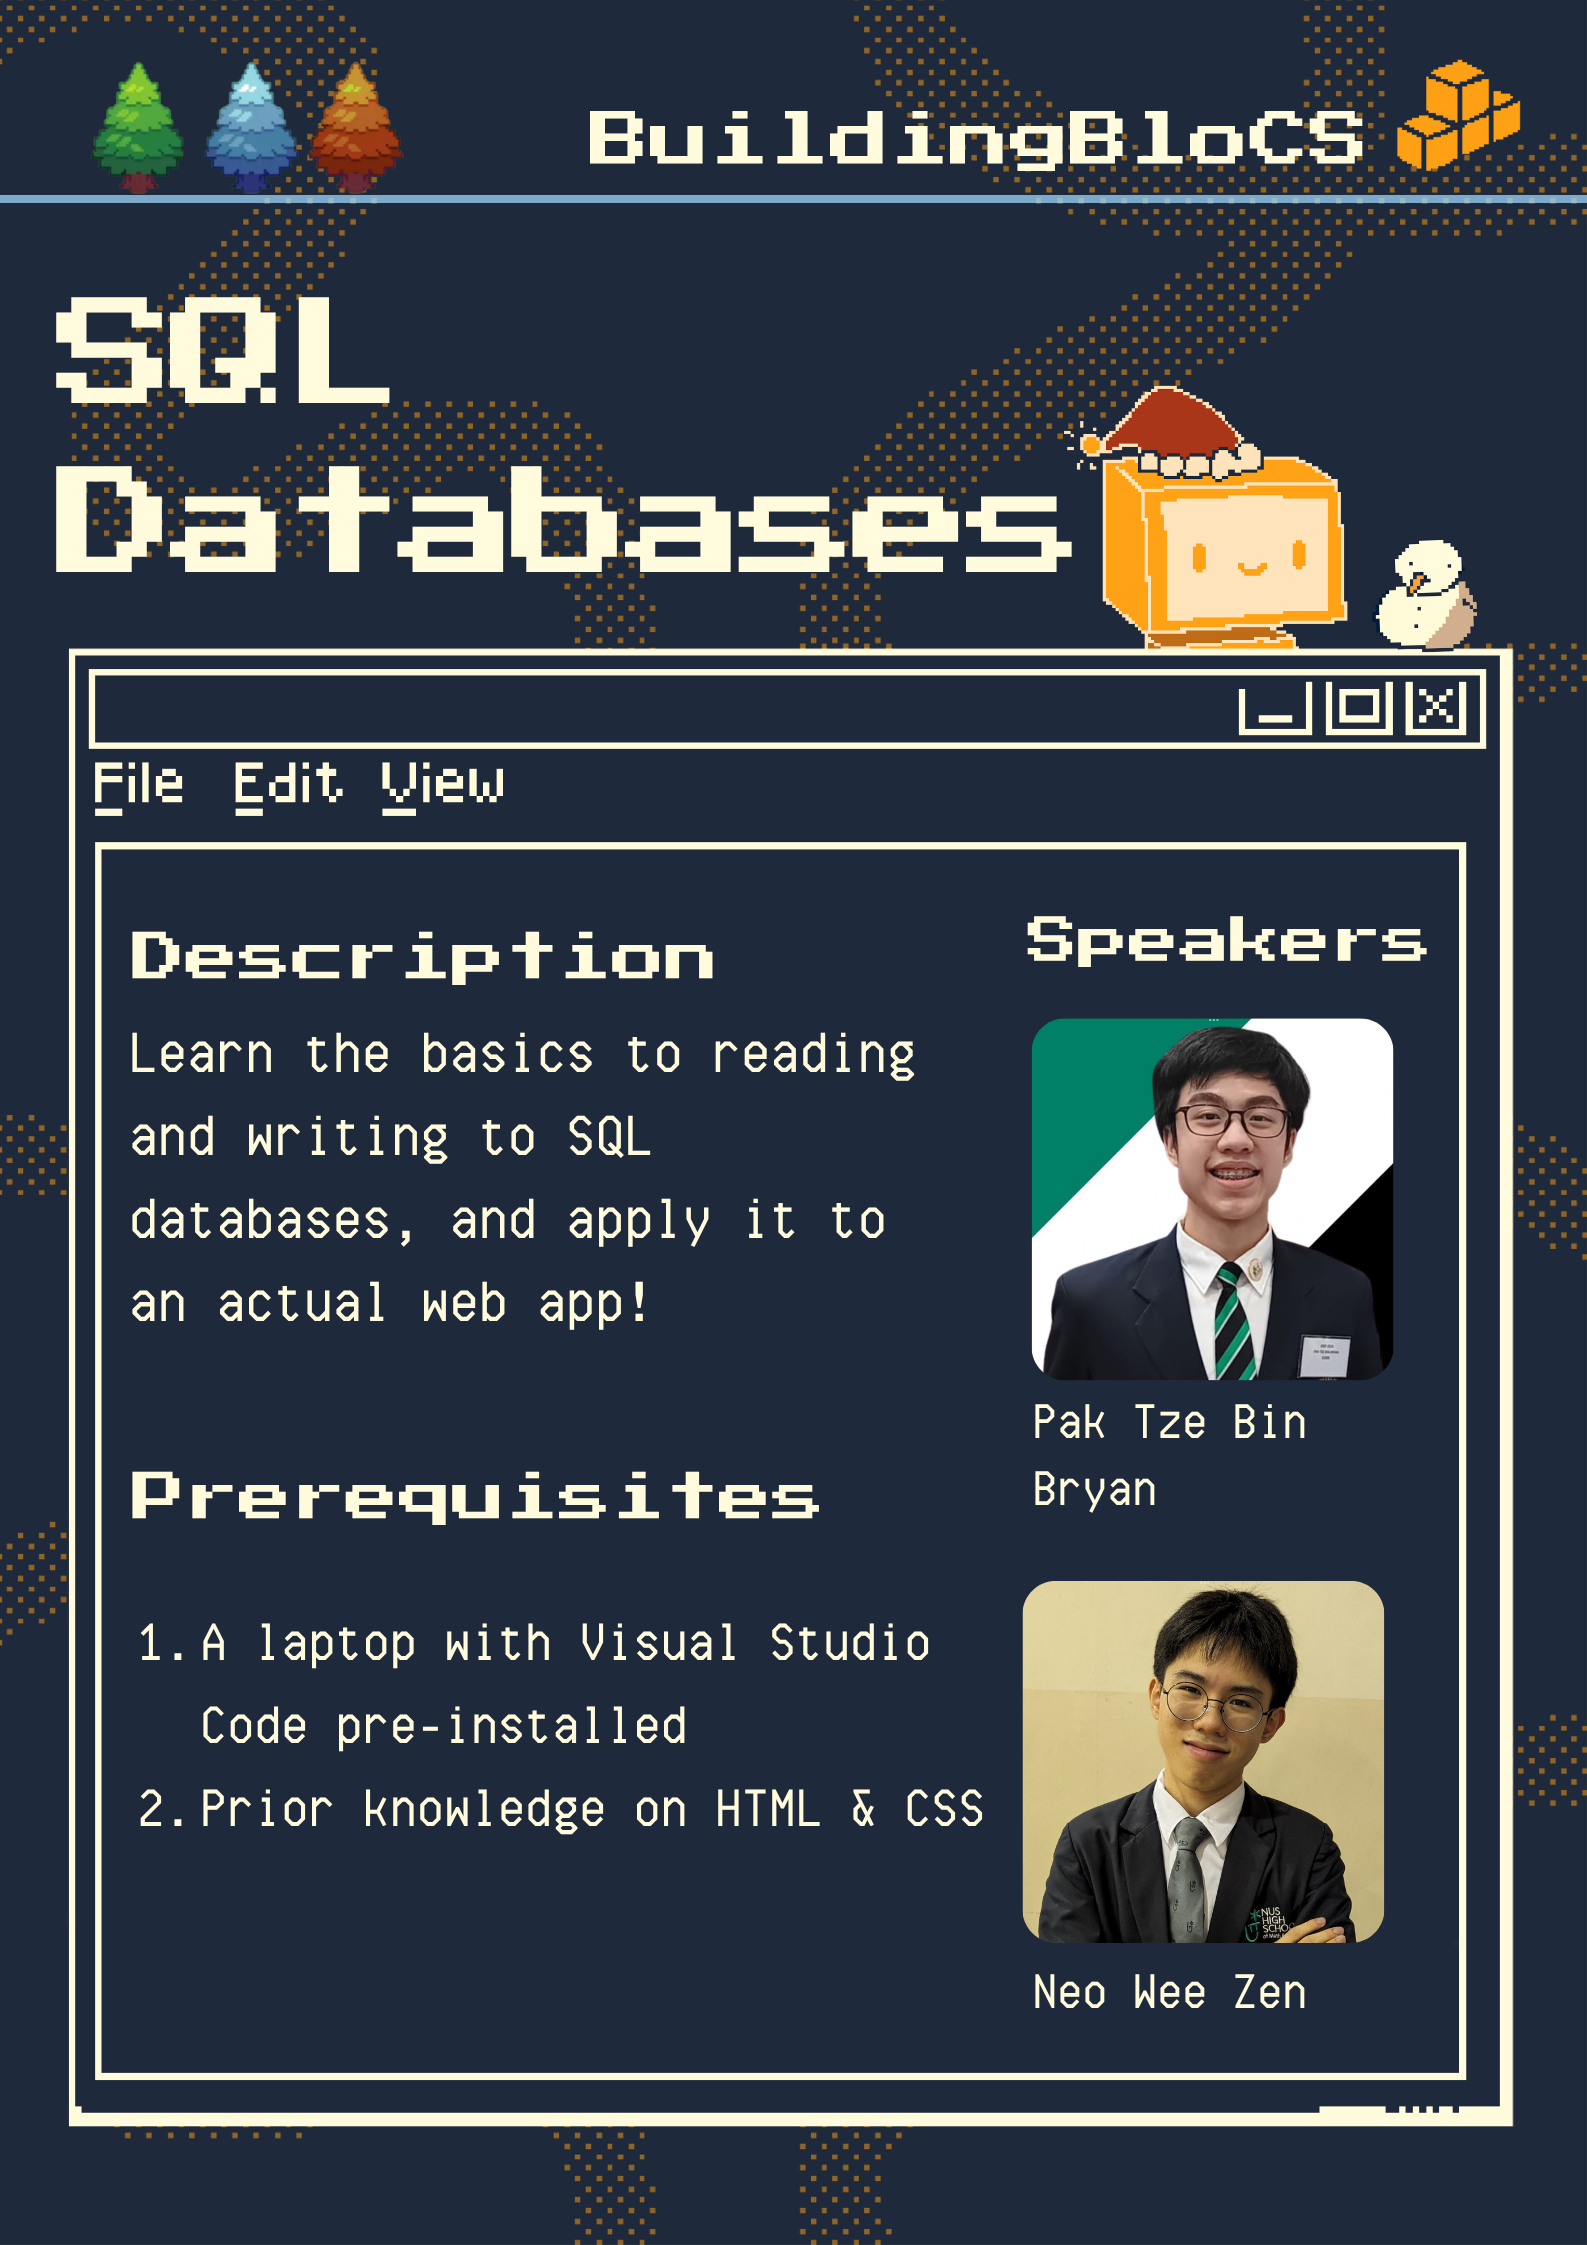 BuildingBloCS
SQL
Databases
File Edit View
Description
Learn the basics to reading
and writing to SQL
databases, and apply it to
an actual web app!
Prerequisites
1. A laptop with Visual Studio
Code pre-installed
2. Prior knowledge on HTML & CSS
Speakers
Pak Tze Bin
Bryan
NUS
HIGH
Neo Wee Zen